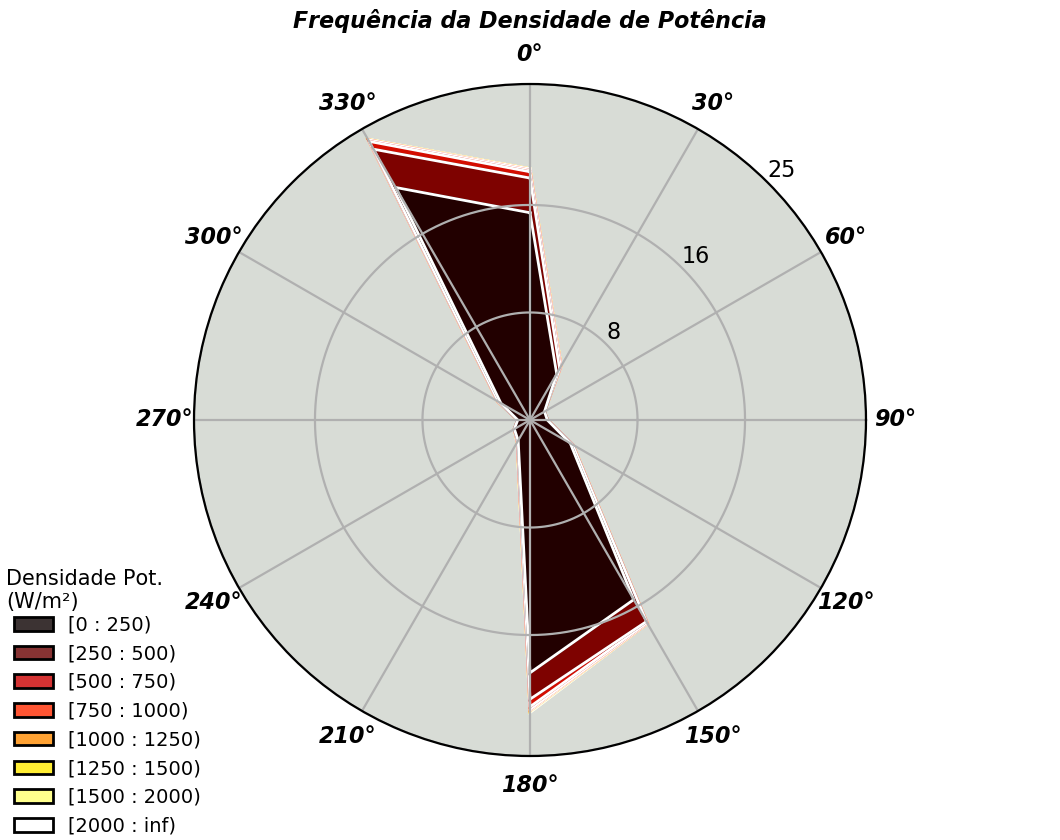 Frequência da Densidade de Potência
0°
330°
30°
25
300°
60°
16
8
270°
90°
240°
120°
210°
150°
180°
Densidade Pot.
(W/m²)
[0 : 250)
[250 : 500)
[500 : 750)
[750 : 1000)
[1000 : 1250)
[1250 : 1500)
[1500 : 2000)
[2000 : inf)